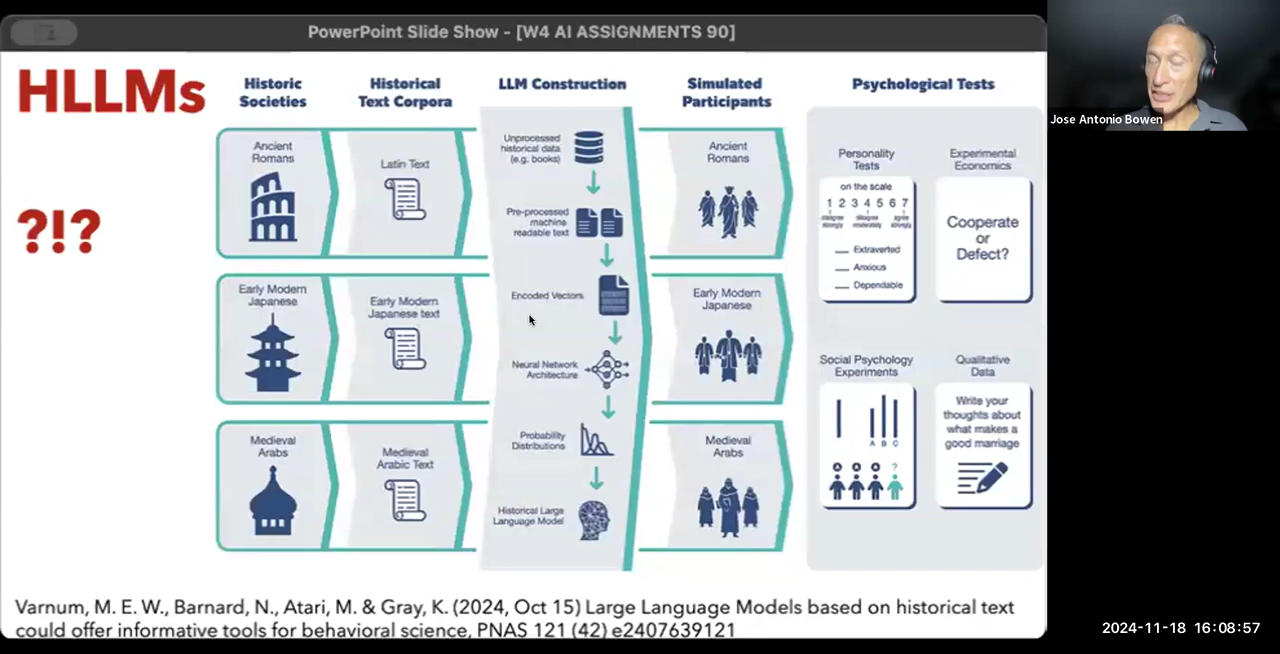 PowerPoint Slide Show - [W4 AI ASSIGNMENTS 90]
HLLMs
?!?
Historic
Societies
Historical
Text Corpora
LLM Construction
Simulated
Participants
Psychological Tests
Ancient
Romans
Latin Text
Unprocessed
historical data
(e.g. books)
Pre-processed
machine
readable text
Encoded Vectors
Neural Network
Architecture
Probability
Distributions
Historical Large
Language Model
Ancient
Romans
Early Modern
Japanese
Early Modern
Japanese text
Early Modern
Japanese
Medieval
Arabs
Medieval
Arabic Text
Medieval
Arabs
Personality
Tests
on the scale
1 2 3 4 5 6 7
disagree strongly
disagree moderately
agree strongly
Extraverted
Anxious
Dependable
Experimental
Economics
Cooperate
or
Defect?
Social Psychology
Experiments
A B C
A A A ?
Qualitative
Data
Write your
thoughts about
what makes a
good marriage
Varnum, M. E. W., Barnard, N., Atari, M. & Gray, K. (2024, Oct 15) Large Language Models based on historical text
could offer informative tools for behavioral science, PNAS 121 (42) e2407639121
Jose Antonio Bowen
2024-11-18 16:08:57